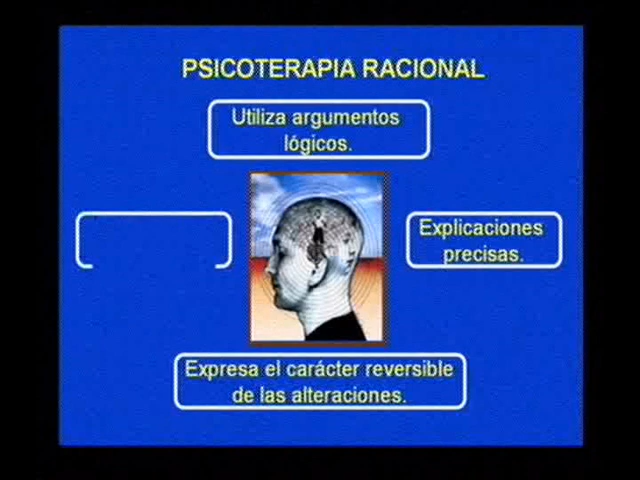 PSICOTERAPIA RACIONAL
Utiliza argumentos
lógicos.
Explicaciones
precisas.
Expresa el carácter reversible
de las alteraciones.